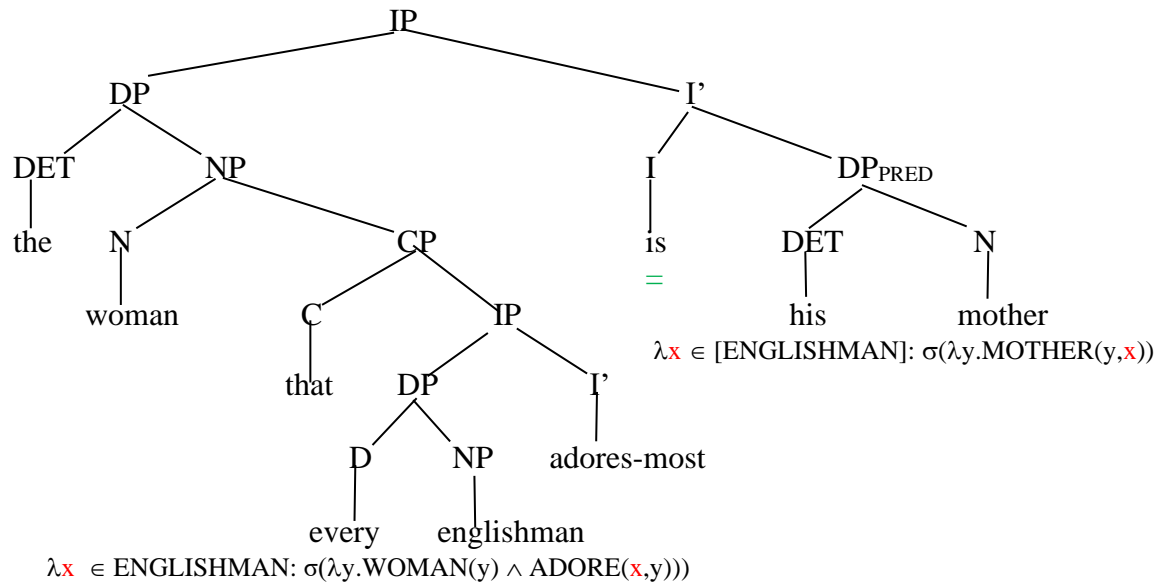 IP
DP I’
DET NP I DP_PRED
the N CP is DET N
=
woman C IP his mother
λx ∈ [ENGLISHMAN]: σ(λy.MOTHER(y,x))
that DP I’
D NP adores-most
every englishman
λx ∈ ENGLISHMAN: σ(λy.WOMAN(y) ∧ ADORE(x,y)))